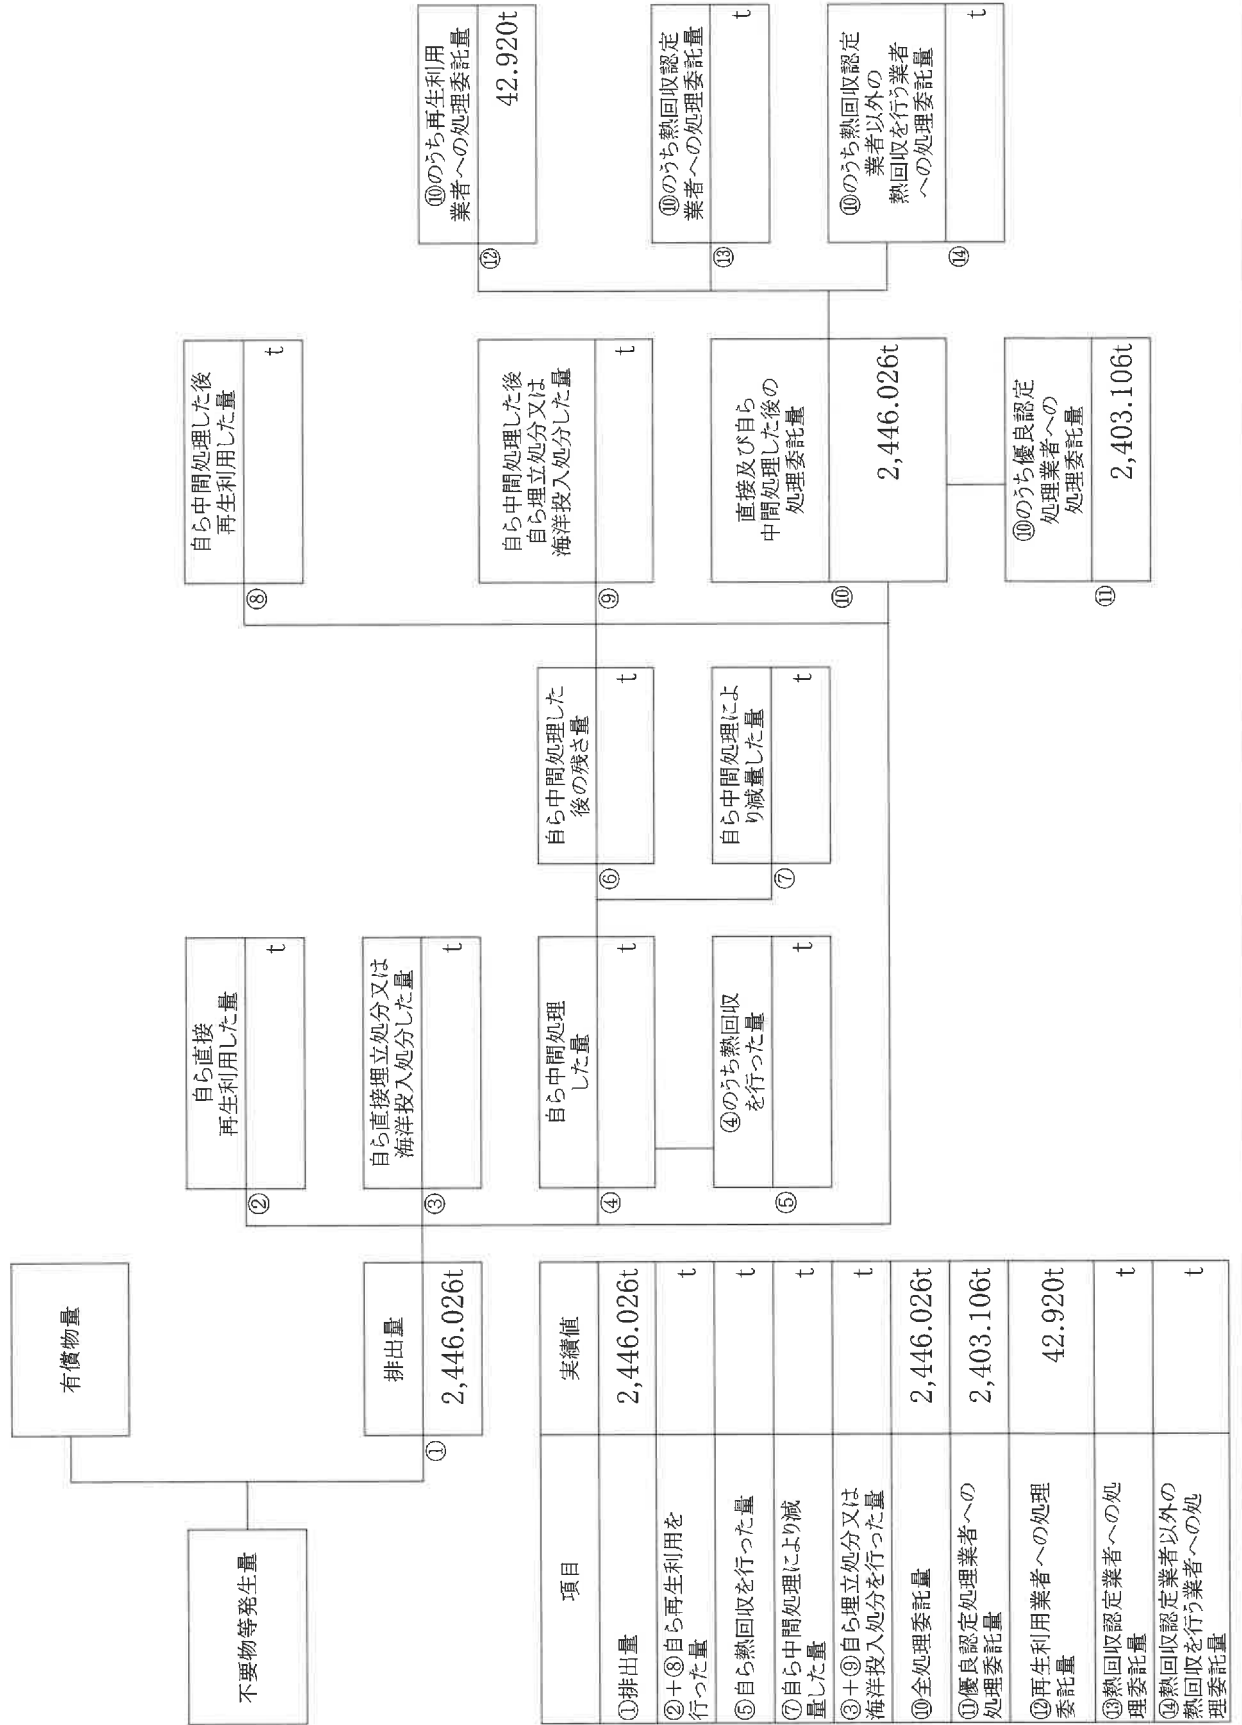 有償物量
不要物等発生量
排出量
①
2,446.026t
自ら直接
再生利用した量
②
t
自ら直接埋立処分又は
海洋投入処分した量
③
t
自ら中間処理
した量
④
t
④のうち熱回収
を行った量
⑤
t
自ら中間処理した
後の残さ量
⑥
t
自ら中間処理によ
り減量した量
⑦
t
自ら中間処理した後
再生利用した量
⑧
t
自ら中間処理した後
自ら埋立処分又は
海洋投入処分した量
⑨
t
直接及び自ら
中間処理した後の
処理委託量
⑩
2,446.026t
⑩のうち優良認定
処理業者への
処理委託量
⑪
2,403.106t
⑩のうち再生利用
業者への処理委託量
⑫
42.920t
⑩のうち熱回収認定
業者への処理委託量
⑬
t
⑩のうち熱回収認定
業者以外の
熱回収を行う業者
への処理委託量
⑭
t
項目 実績値
①排出量 2,446.026t
②+⑧自ら再生利用を
行った量 t
⑤自ら熱回収を行った量 t
⑦自ら中間処理により減
量した量 t
③+⑨自ら埋立処分又は
海洋投入処分を行った量 t
⑩全処理委託量 2,446.026t
⑪優良認定処理業者への
処理委託量 2,403.106t
⑫再生利用業者への処理
委託量 42.920t
⑬熱回収認定業者への処
理委託量 t
⑭熱回収認定業者以外の
熱回収を行う業者への処
理委託量 t